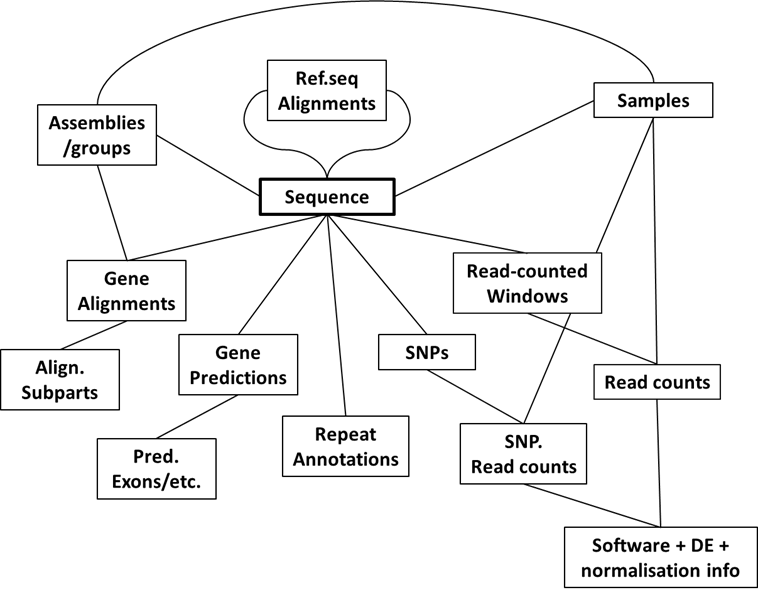 Ref.seq
Alignments
Samples
Assemblies
/groups
Sequence
Gene
Alignments
Read-counted
Windows
Align.
Subparts
Gene
Predictions
SNPs
Read counts
Pred.
Exons/etc.
Repeat
Annotations
SNP.
Read counts
Software + DE +
normalisation info